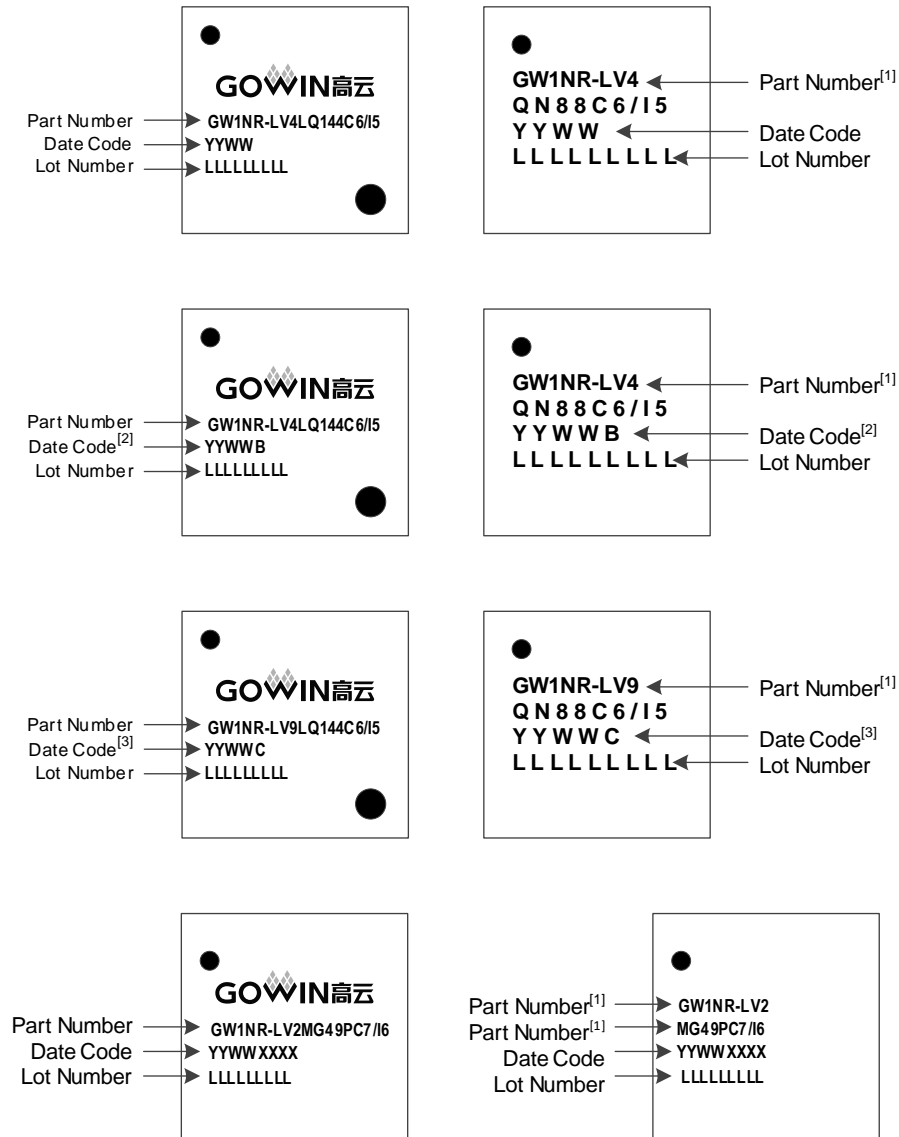 GOWIN高云
Part Number
GW1NR-LV4LQ144C6/I5
Date Code
YYWW
Lot Number
LLLLLLLLL
GW1NR-LV4
Part Number[1]
QN88C6/I5
YYWW
Date Code
LLLLLLLLL
Lot Number
GOWIN高云
Part Number
GW1NR-LV4LQ144C6/I5
Date Code[2]
YYWWB
Lot Number
LLLLLLLLL
GW1NR-LV4
Part Number[1]
QN88C6/I5
YYWWB
Date Code[2]
LLLLLLLLL
Lot Number
GOWIN高云
Part Number
GW1NR-LV9LQ144C6/I5
Date Code[3]
YYWWC
Lot Number
LLLLLLLLL
GW1NR-LV9
Part Number[1]
QN88C6/I5
YYWWC
Date Code[3]
LLLLLLLLL
Lot Number
GOWIN高云
Part Number
GW1NR-LV2MG49PC7/I6
Date Code
YYWWXXXX
Lot Number
LLLLLLLLL
Part Number[1]
GW1NR-LV2
Part Number[1]
MG49PC7/I6
Date Code
YYWWXXXX
Lot Number
LLLLLLLLL